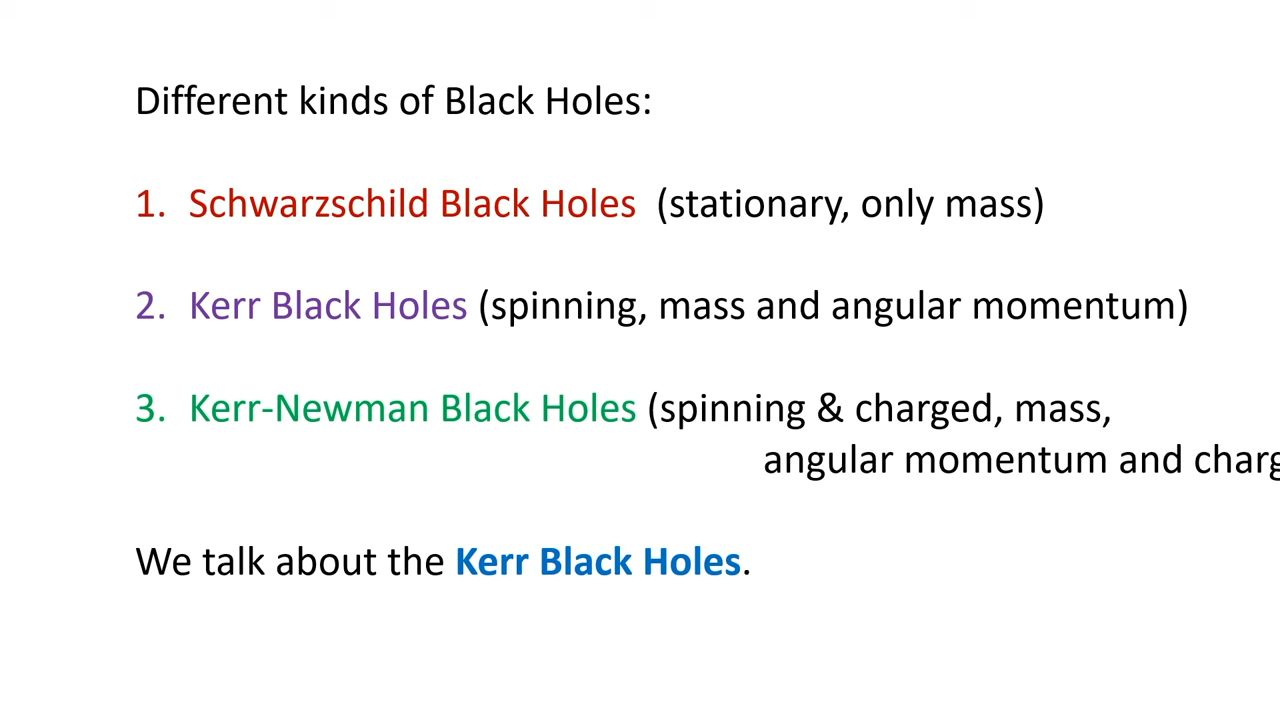 Different kinds of Black Holes:
1. Schwarzschild Black Holes (stationary, only mass)
2. Kerr Black Holes (spinning, mass and angular momentum)
3. Kerr-Newman Black Holes (spinning & charged, mass,
angular momentum and charg
We talk about the Kerr Black Holes.